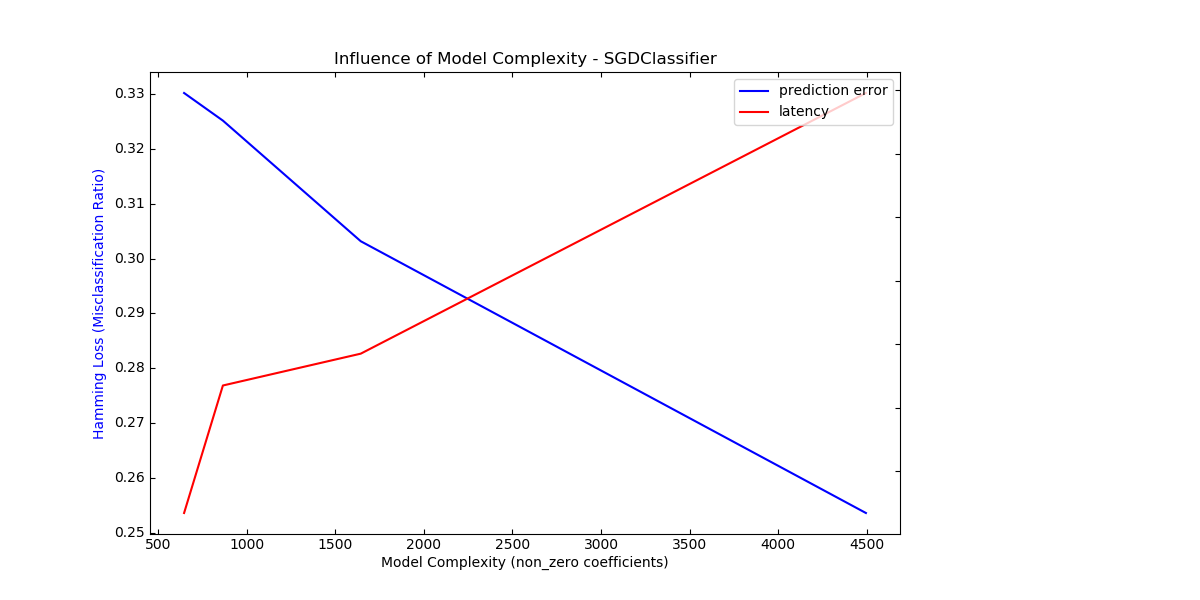 Influence of Model Complexity - SGDClassifier
prediction error
latency
0.33
0.32
0.31
0.30
0.29
0.28
0.27
0.26
0.25
Hamming Loss (Misclassification Ratio)
500 1000 1500 2000 2500 3000 3500 4000 4500
Model Complexity (non_zero coefficients)